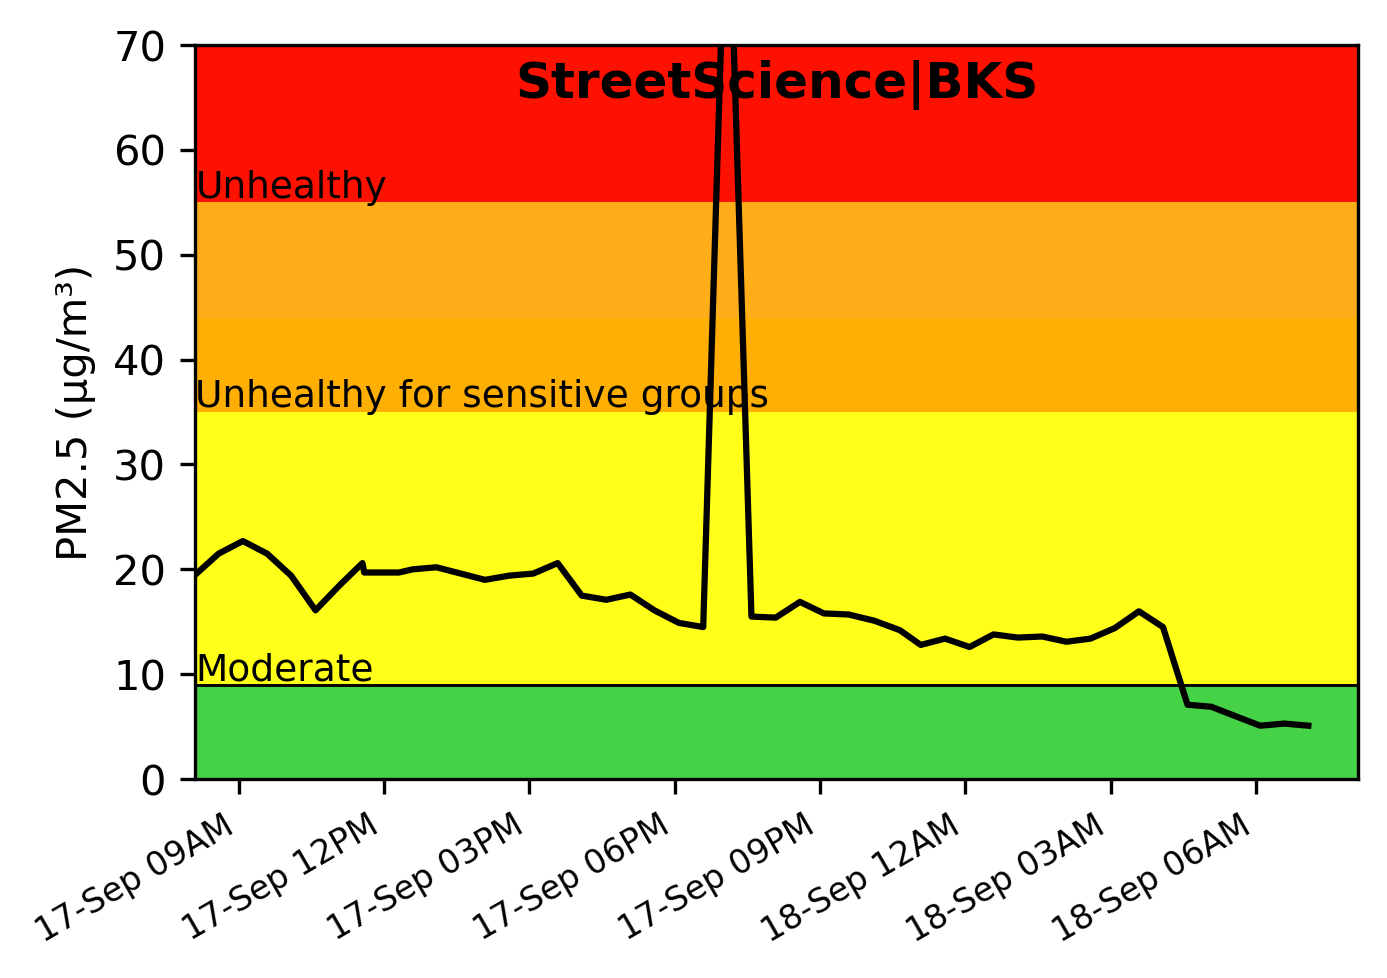 StreetScience|BKS
PM2.5 (µg/m³)
70
60
50
40
30
20
10
0
Unhealthy
Unhealthy for sensitive groups
Moderate
17-Sep 09AM
17-Sep 12PM
17-Sep 03PM
17-Sep 06PM
17-Sep 09PM
18-Sep 12AM
18-Sep 03AM
18-Sep 06AM